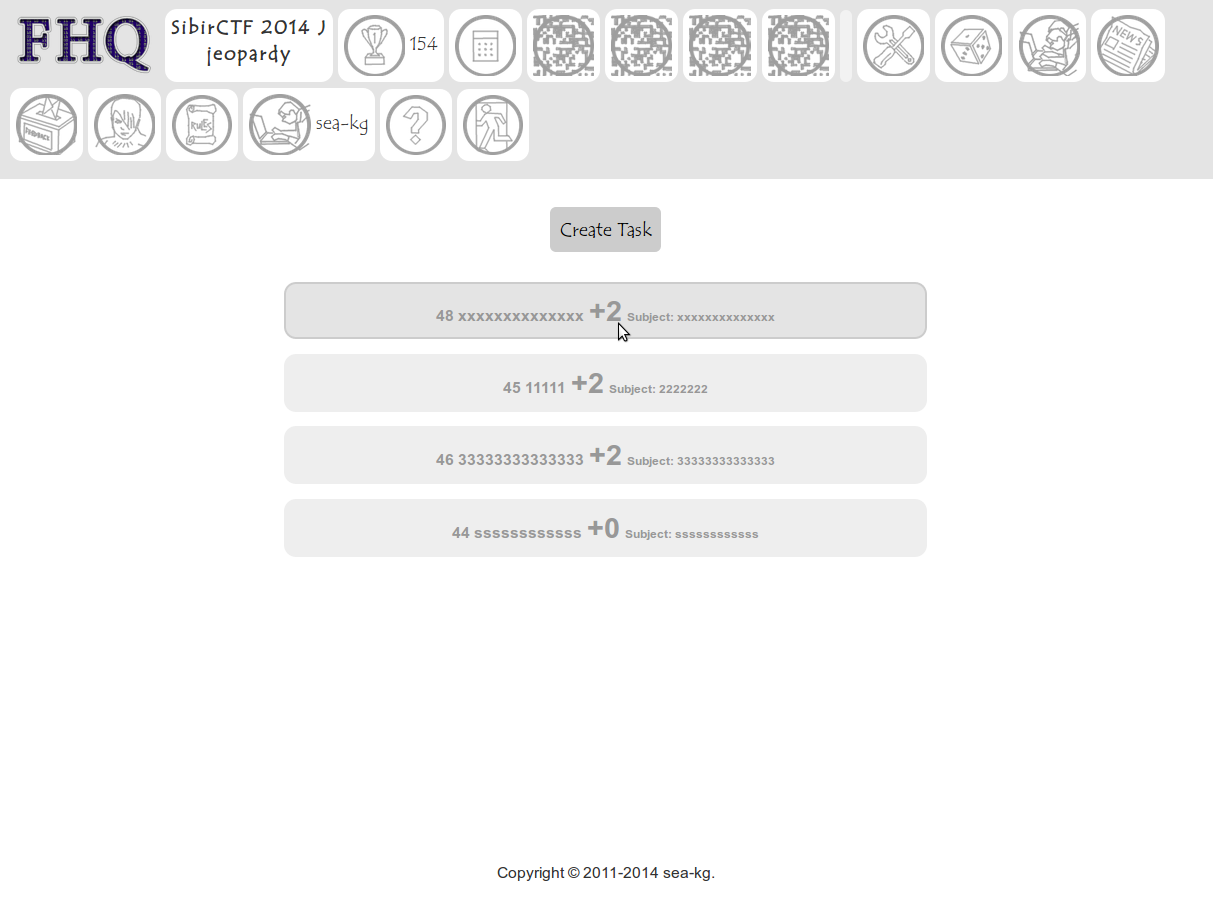 FHQ
SibirCTF 2014 J
jeopardy
154
NEWS
FEEDBACK
RULES
sea-kg
?
Create Task
48 xxxxxxxxxxxxxx +2 Subject: xxxxxxxxxxxxxx
45 11111 +2 Subject: 2222222
46 33333333333333 +2 Subject: 33333333333333
44 ssssssssssss +0 Subject: ssssssssssss
Copyright © 2011-2014 sea-kg.